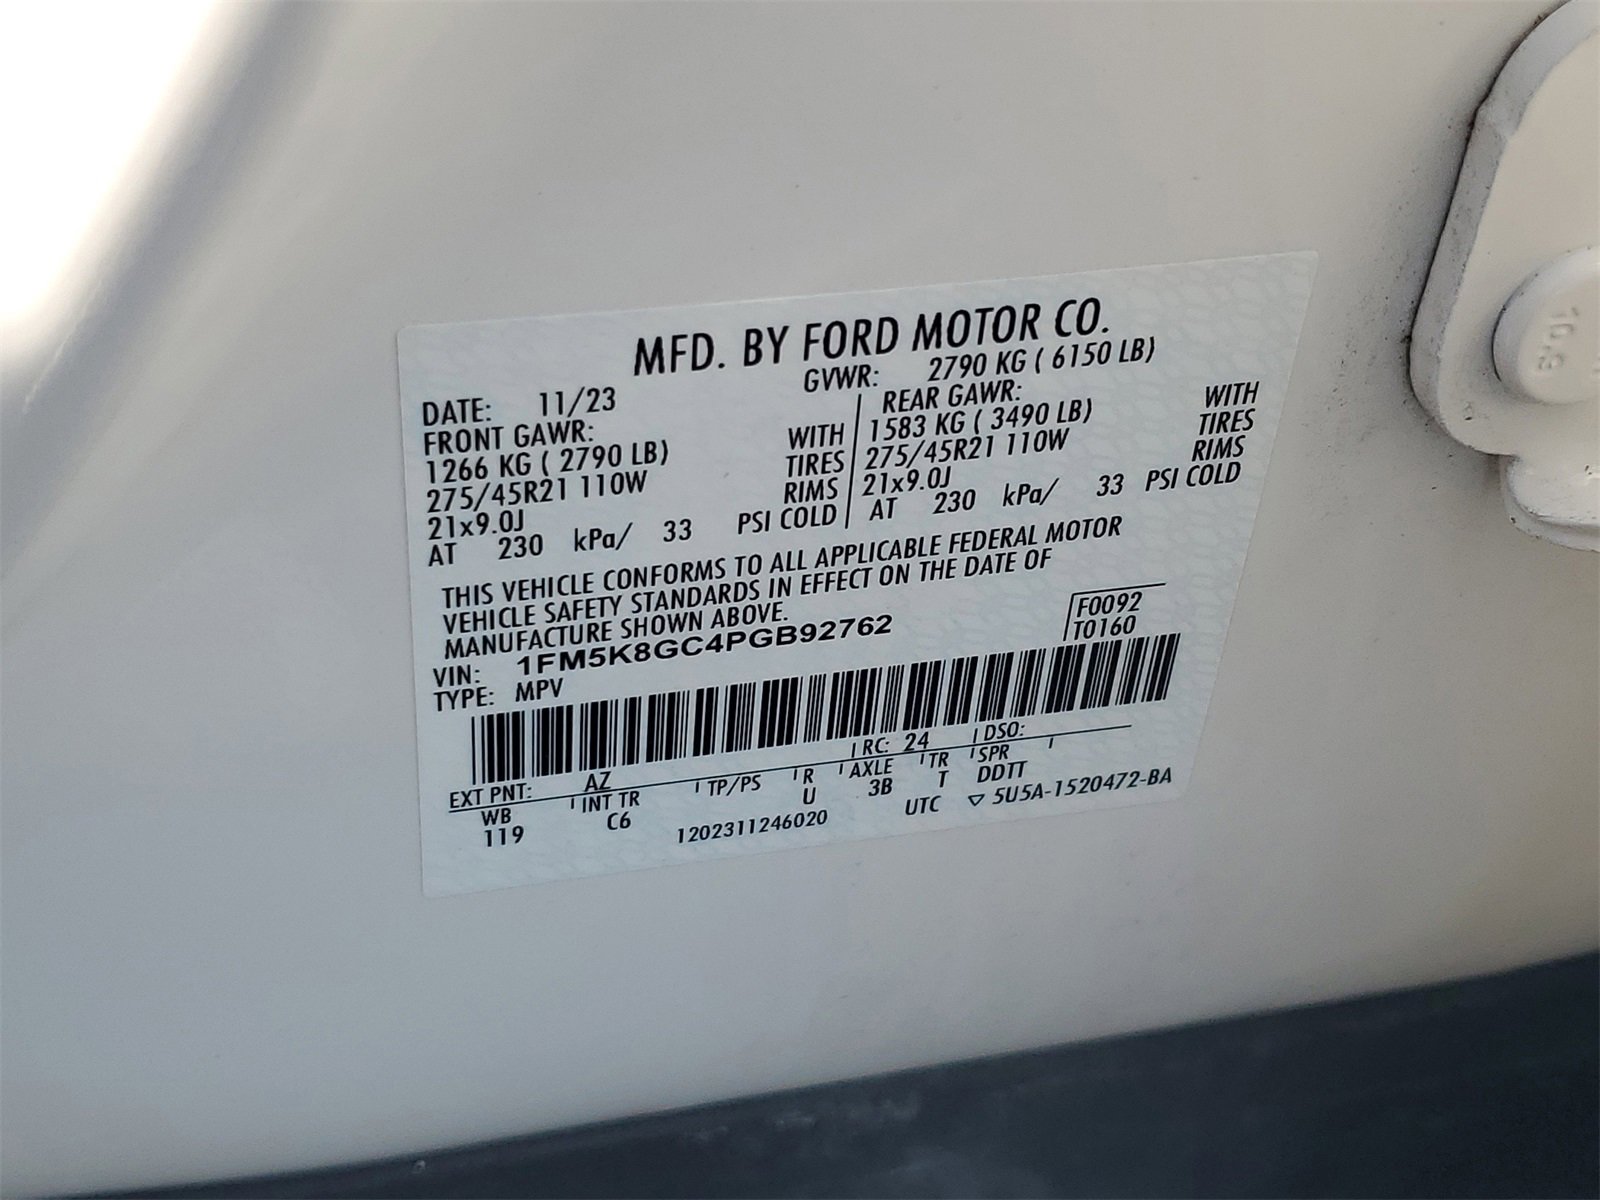 MFD. BY FORD MOTOR CO.
DATE: 11/23 GVWR: 2790 KG ( 6150 LB)
FRONT GAWR: REAR GAWR:
1266 KG ( 2790 LB) WITH 1583 KG ( 3490 LB) WITH
275/45R21 110W TIRES 275/45R21 110W TIRES
21x9.0J RIMS 21x9.0J RIMS
AT 230 kPa/ 33 PSI COLD AT 230 kPa/ 33 PSI COLD
THIS VEHICLE CONFORMS TO ALL APPLICABLE FEDERAL MOTOR
VEHICLE SAFETY STANDARDS IN EFFECT ON THE DATE OF
MANUFACTURE SHOWN ABOVE.
VIN: 1FM5K8GC4PGB92762 F0092
TYPE: MPV T0160
EXT PNT: AZ RC: 24 DSO:
WB INT TR TP/PS R AXLE TR SPR
119 C6 U 3B T DDTT
1202311246020 UTC ▽ 5U5A-1520472-BA
10.9